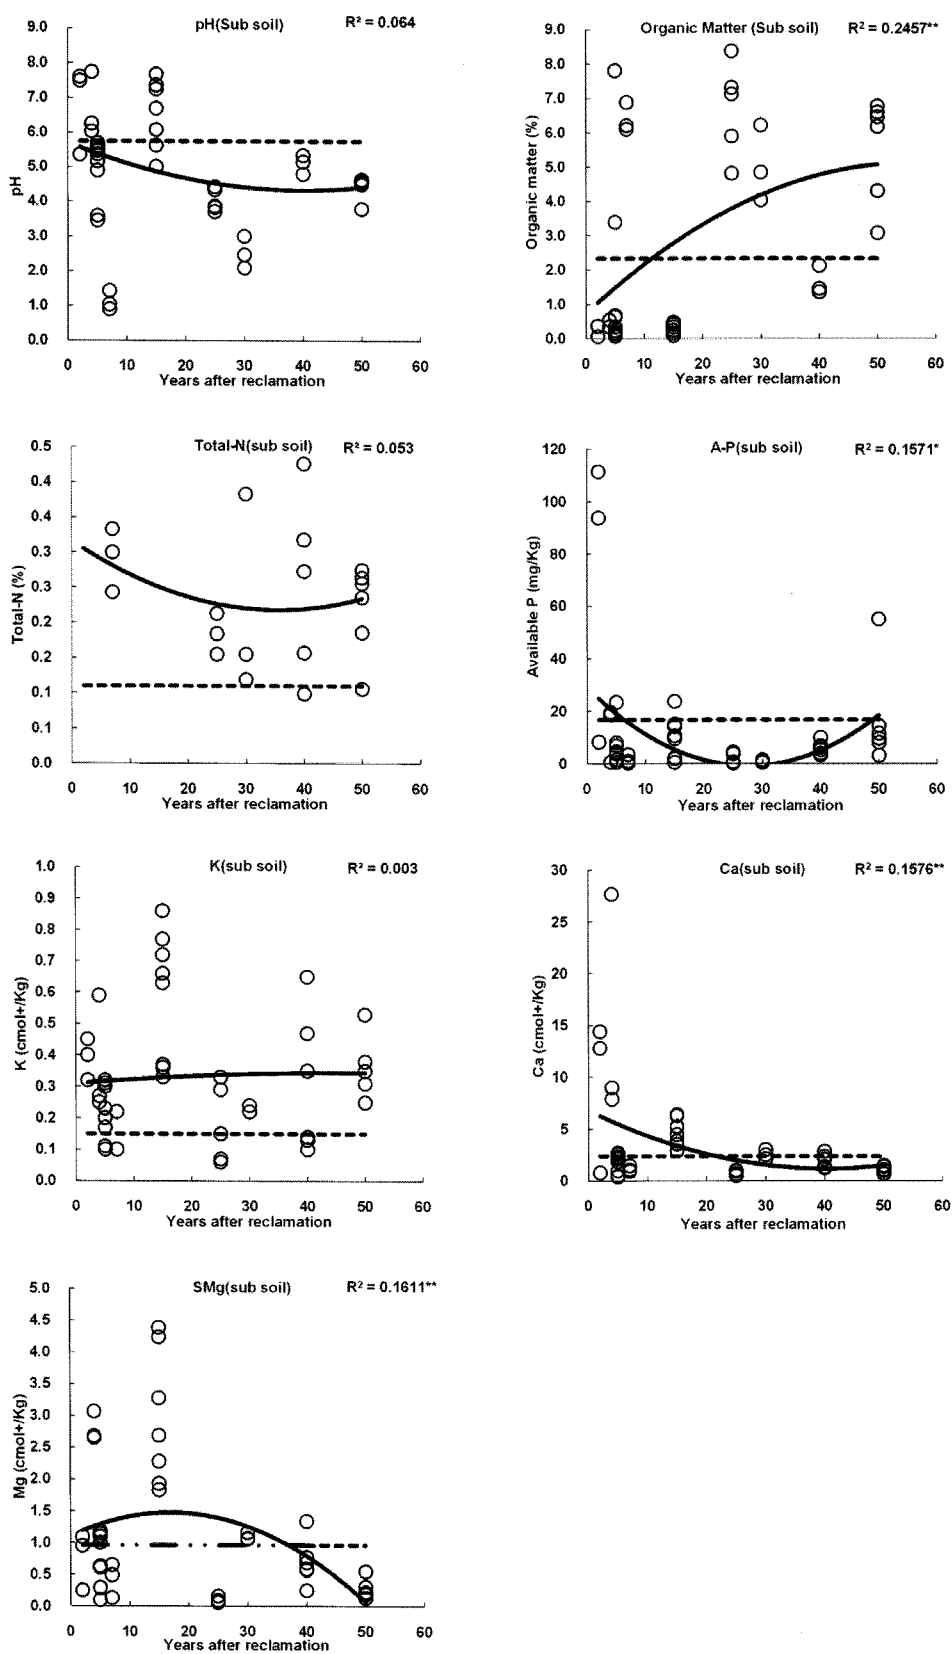 pH(Sub soil)
R² = 0.064
9.0
8.0
7.0
6.0
5.0
4.0
3.0
2.0
1.0
0.0
pH
0 10 20 30 40 50 60
Years after reclamation
Organic Matter (Sub soil)
R² = 0.2457**
9.0
8.0
7.0
6.0
5.0
4.0
3.0
2.0
1.0
0.0
Organic matter (%)
0 10 20 30 40 50 60
Years after reclamation
Total-N(sub soil)
R² = 0.053
0.5
0.4
0.4
0.3
0.3
0.2
0.2
0.1
0.1
0.0
Total-N (%)
0 10 20 30 40 50 60
Years after reclamation
A-P(sub soil)
R² = 0.1571*
120
100
80
60
40
20
0
Available P (mg/Kg)
0 10 20 30 40 50 60
Years after reclamation
K(sub soil)
R² = 0.003
1.0
0.9
0.8
0.7
0.6
0.5
0.4
0.3
0.2
0.1
0.0
K (cmol+/Kg)
0 10 20 30 40 50 60
Years after reclamation
Ca(sub soil)
R² = 0.1576**
30
25
20
15
10
5
0
Ca (cmol+/Kg)
0 10 20 30 40 50 60
Years after reclamation
SMg(sub soil)
R² = 0.1611**
5.0
4.5
4.0
3.5
3.0
2.5
2.0
1.5
1.0
0.5
0.0
Mg (cmol+/Kg)
0 10 20 30 40 50 60
Years after reclamation